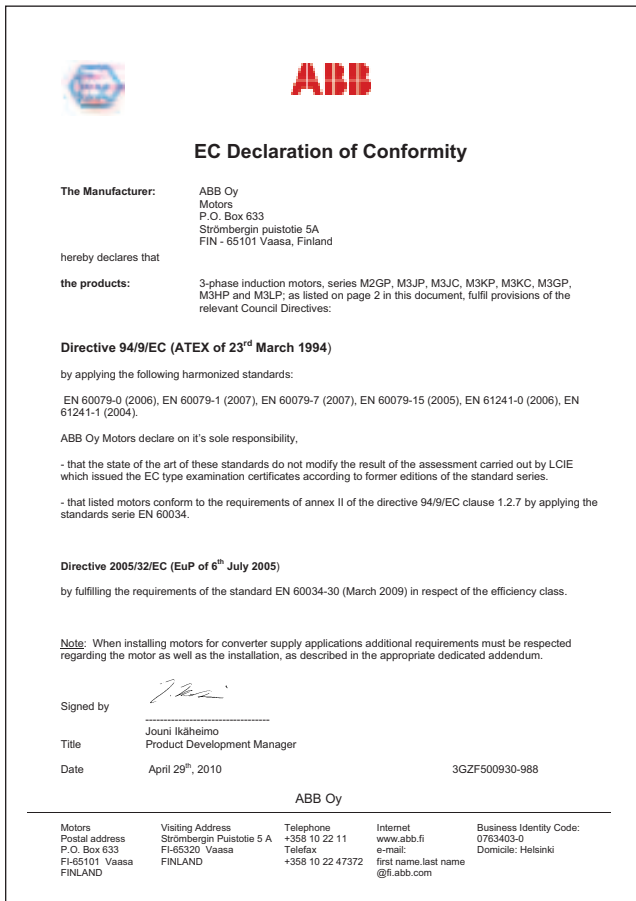 ABB
EC Declaration of Conformity
The Manufacturer: ABB Oy
Motors
P.O. Box 633
Strömbergin puistotie 5A
FIN - 65101 Vaasa, Finland
hereby declares that
the products: 3-phase induction motors, series M2GP, M3JP, M3JC, M3KP, M3KC, M3GP,
M3HP and M3LP; as listed on page 2 in this document, fulfil provisions of the
relevant Council Directives:
Directive 94/9/EC (ATEX of 23rd March 1994)
by applying the following harmonized standards:
EN 60079-0 (2006), EN 60079-1 (2007), EN 60079-7 (2007), EN 60079-15 (2005), EN 61241-0 (2006), EN
61241-1 (2004).
ABB Oy Motors declare on it's sole responsibility,
- that the state of the art of these standards do not modify the result of the assessment carried out by LCIE
which issued the EC type examination certificates according to former editions of the standard series.
- that listed motors conform to the requirements of annex II of the directive 94/9/EC clause 1.2.7 by applying the
standards serie EN 60034.
Directive 2005/32/EC (EuP of 6th July 2005)
by fulfilling the requirements of the standard EN 60034-30 (March 2009) in respect of the efficiency class.
Note: When installing motors for converter supply applications additional requirements must be respected
regarding the motor as well as the installation, as described in the appropriate dedicated addendum.
Signed by
----------------------------------
Jouni Ikäheimo
Title Product Development Manager
Date April 29th, 2010 3GZF500930-988
ABB Oy
Motors Visiting Address Telephone Internet Business Identity Code:
Postal address Strömbergin Puistotie 5 A +358 10 22 11 www.abb.fi 0763403-0
P.O. Box 633 FI-65320 Vaasa Telefax e-mail: Domicile: Helsinki
FI-65101 Vaasa FINLAND +358 10 22 47372 first name.last name
FINLAND @fi.abb.com